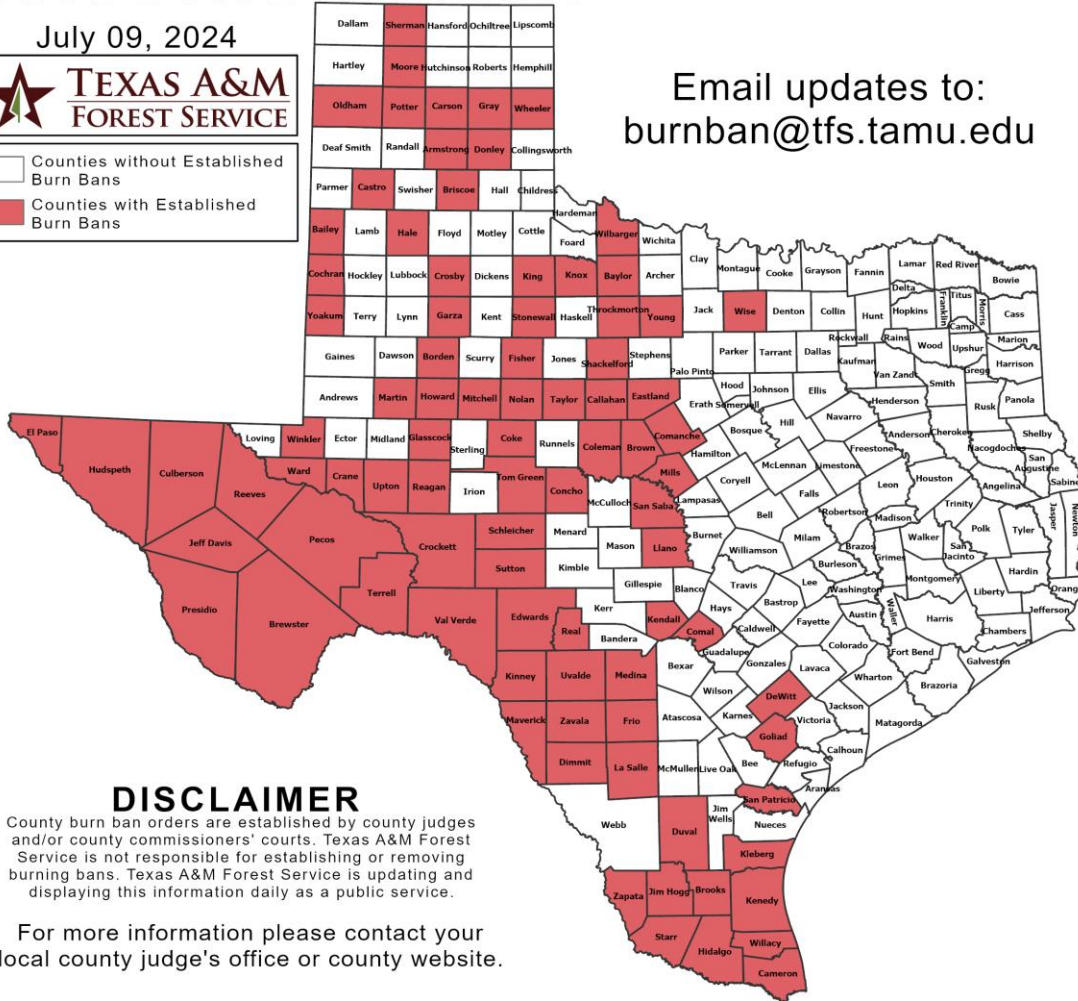 July 09, 2024
TEXAS A&M
FOREST SERVICE
Counties without Established
Burn Bans
Counties with Established
Burn Bans
Email updates to:
burnban@tfs.tamu.edu
Dallam Sherman Hansford Ochiltree Lipscomb
Hartley Moore Hutchinson Roberts Hemphill
Oldham Potter Carson Gray Wheeler
Deaf Smith Randall Armstrong Donley Collingsworth
Parmer Castro Swisher Briscoe Hall Childress
Hardeman
Bailey Lamb Hale Floyd Motley Cottle Foard Wilbarger Wichita
Clay Montague Cooke Grayson Fannin Lamar Red River Bowie
Cochran Hockley Lubbock Crosby Dickens King Knox Baylor Archer
Delta Franklin Titus Morris
Yoakum Terry Lynn Garza Kent Stonewall Haskell Throckmorton Young Jack Wise Denton Collin Hunt Hopkins Camp Cass
Rockwall Rains Wood Upshur Marion
Gaines Dawson Borden Scurry Fisher Jones Shackelford Stephens Palo Pinto Parker Tarrant Dallas Kaufman Van Zandt Gregg Harrison
Andrews Martin Howard Mitchell Nolan Taylor Callahan Eastland Erath Hood Somervell Johnson Ellis Henderson Smith Rusk Panola
El Paso Hudspeth Culberson Reeves Loving Winkler Ector Midland Glasscock Sterling Coke Runnels Coleman Brown Comanche Hamilton Bosque Hill Navarro Freestone Anderson Cherokee Nacogdoches Shelby
San
Augustine Sabine
Ward Crane Upton Reagan Irion Tom Green Concho McCulloch San Saba Mills Lampasas Coryell McLennan Limestone Falls Leon Houston Angelina Trinity
Jasper Newton
Jeff Davis Pecos Crockett Schleicher Menard Mason Llano Burnet Bell Milam Robertson Madison Walker
San
Jacinto Polk Tyler
Sutton Kimble Gillespie Blanco Williamson Brazos Burleson Grimes Montgomery Liberty Hardin
Orang
Presidio Brewster Terrell Val Verde Edwards Real Kerr Bandera Kendall Comal Hays Travis Bastrop Lee Washington Waller Austin Harris Chambers Jefferson
Caldwell Fayette Colorado Fort Bend Galveston
Kinney Uvalde Medina Bexar Guadalupe Gonzales Lavaca Wharton Brazoria
Maverick Zavala Frio Atascosa Wilson Karnes DeWitt Victoria Jackson Matagorda
Dimmit La Salle McMullen Live Oak Bee Goliad Refugio Calhoun
Aransas
Webb Duval
Jim
Wells San Patricio Nueces
Kleberg
Zapata Jim Hogg Brooks Kenedy
Starr Hidalgo Willacy
Cameron
DISCLAIMER
County burn ban orders are established by county judges
and/or county commissioners' courts. Texas A&M Forest
Service is not responsible for establishing or removing
burning bans. Texas A&M Forest Service is updating and
displaying this information daily as a public service.
For more information please contact your
local county judge's office or county website.